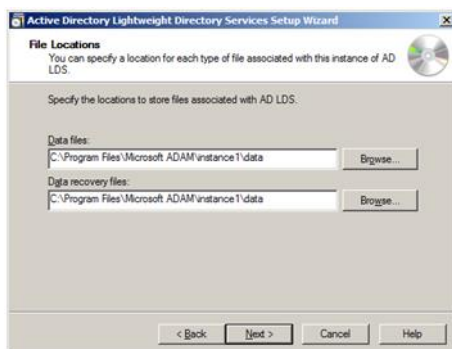 Active Directory Lightweight Directory Services Setup Wizard
File Locations
You can specify a location for each type of file associated with this instance of AD
LDS.
Specify the locations to store files associated with AD LDS.
Data files:
C:\Program Files\Microsoft ADAM\instance1\data
Browse...
Data recovery files:
C:\Program Files\Microsoft ADAM\instance1\data
Browse...
< Back
Next >
Cancel
Help